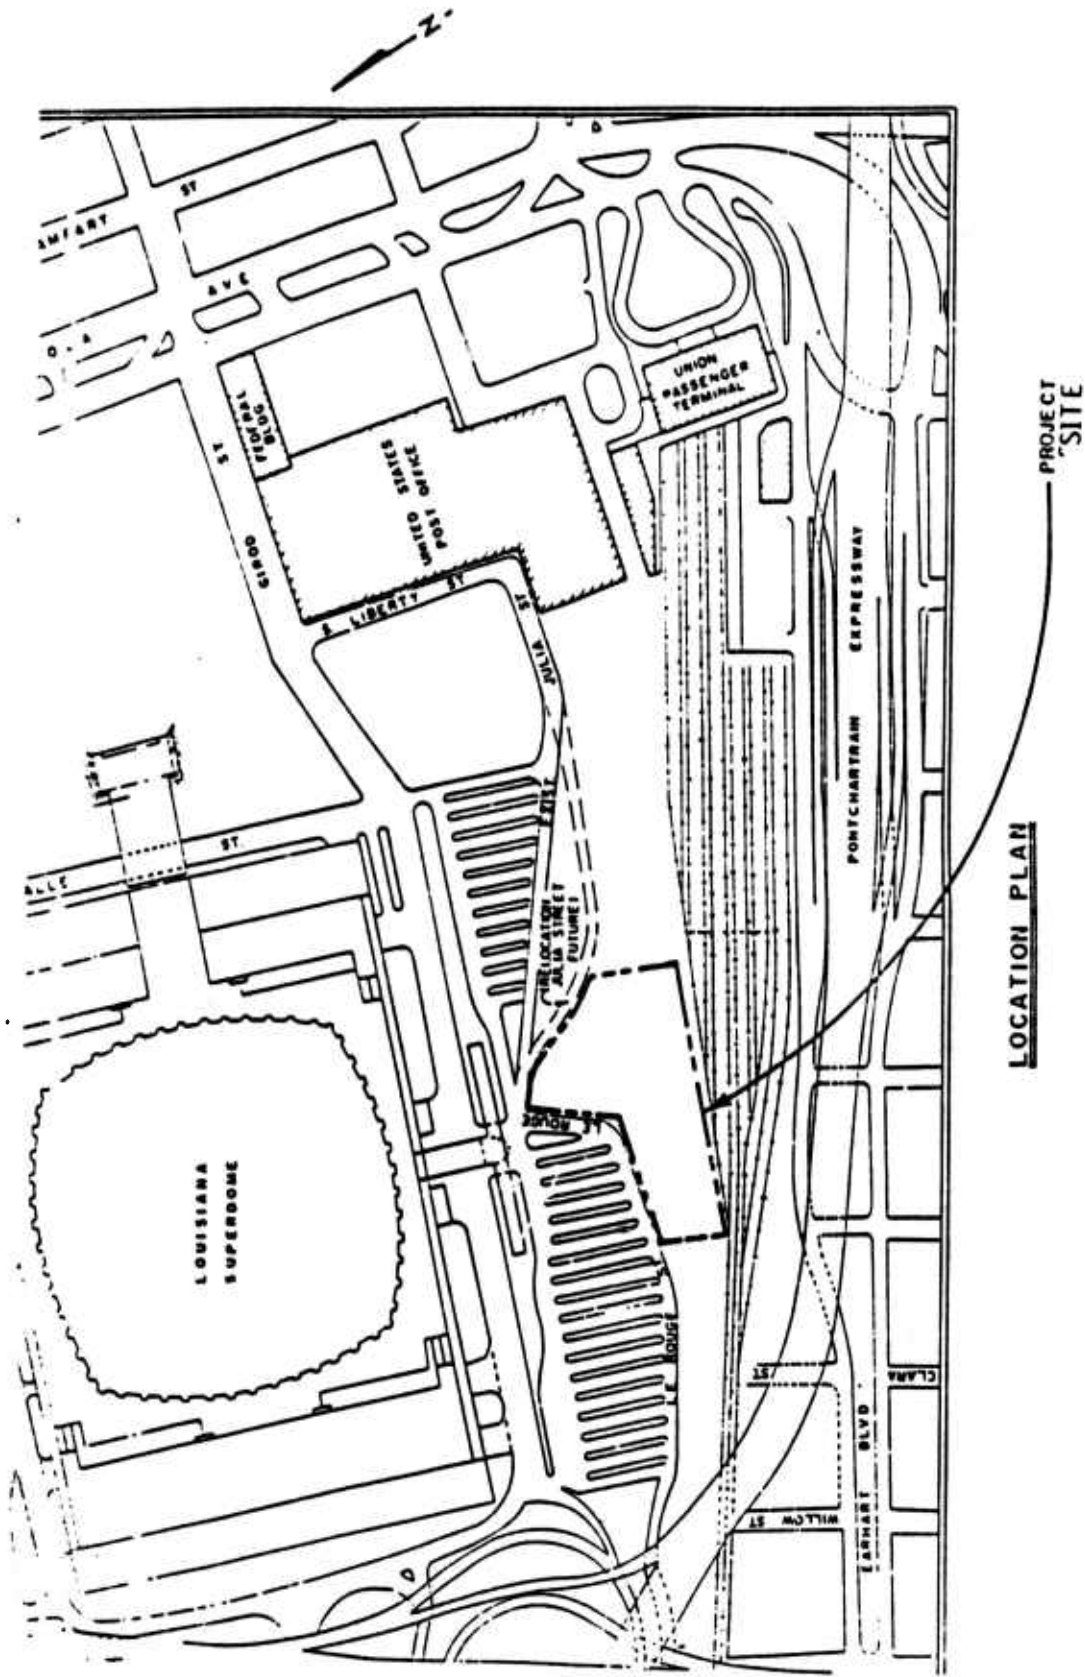 N
ST
AVE
ST
GIROD
FEDERAL
BLDG
UNITED STATES
POST OFFICE
UNION
PASSENGER
TERMINAL
S LIBERTY ST
JULIA ST
EXIST
(RELOCATION
JULIA STREET
FUTURE)
ST.
LOUISIANA
SUPERDOME
LE ROUGE
LE ROUGE ST
PONTCHARTRAIN EXPRESSWAY
CLARA ST
WILLOW ST
EARHART BLVD
PROJECT
SITE
LOCATION PLAN